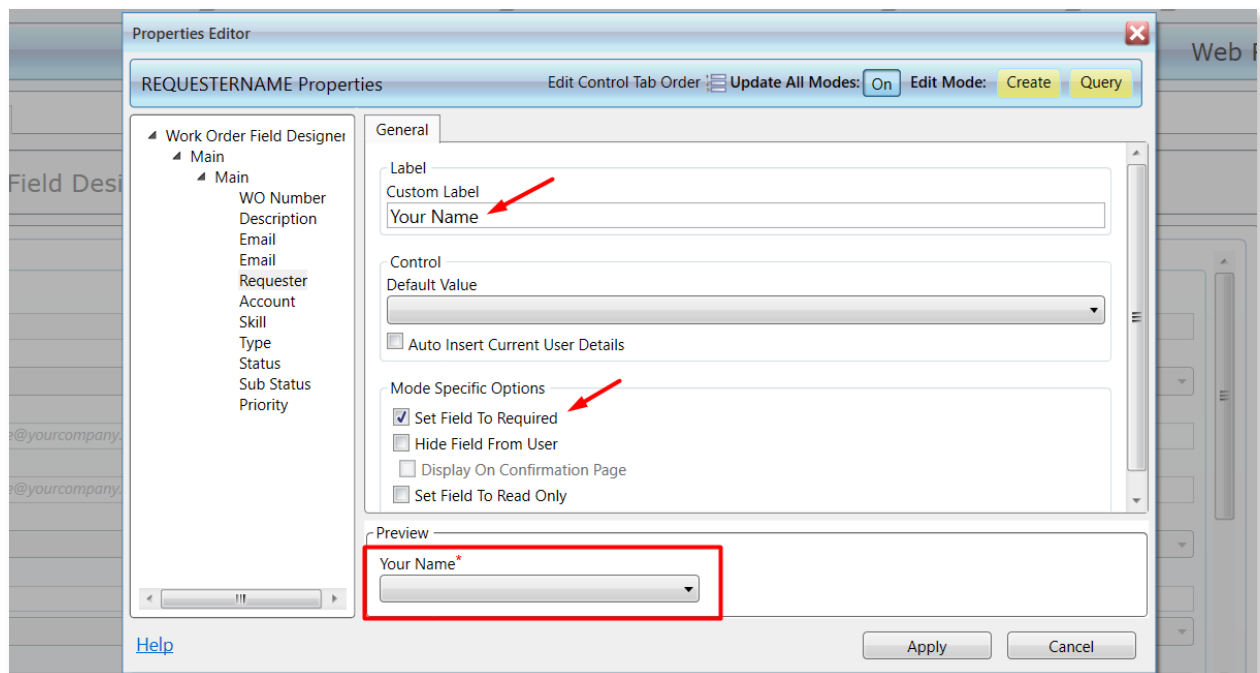 Properties Editor
Web
REQUESTERNAME Properties
Edit Control Tab Order Update All Modes: On Edit Mode: Create Query
Work Order Field Designer
Main
Main
WO Number
Description
Email
Email
Requester
Account
Skill
Type
Status
Sub Status
Priority
Field Desi
e@yourcompany.
e@yourcompany.
General
Label
Custom Label
Your Name
Control
Default Value
Auto Insert Current User Details
Mode Specific Options
Set Field To Required
Hide Field From User
Display On Confirmation Page
Set Field To Read Only
Preview
Your Name*
Help
Apply
Cancel